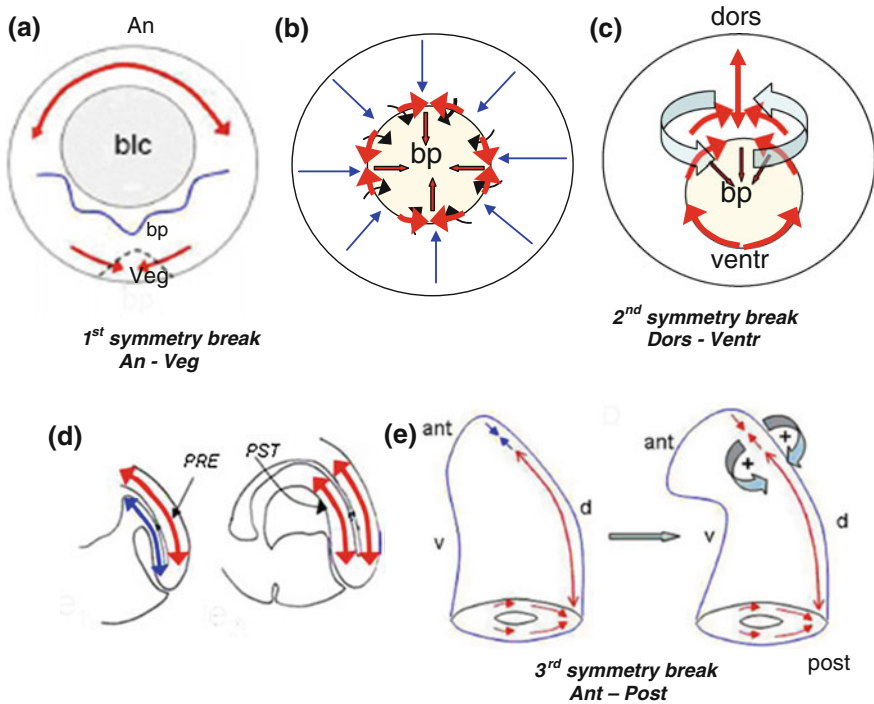 (a)
An
blc
bp
Veg
1st symmetry break
An - Veg
(b)
bp
(c)
dors
bp
ventr
2nd symmetry break
Dors - Ventr
(d)
PRE
PST
(e)
ant
v
d
ant
v
d
post
3rd symmetry break
Ant – Post